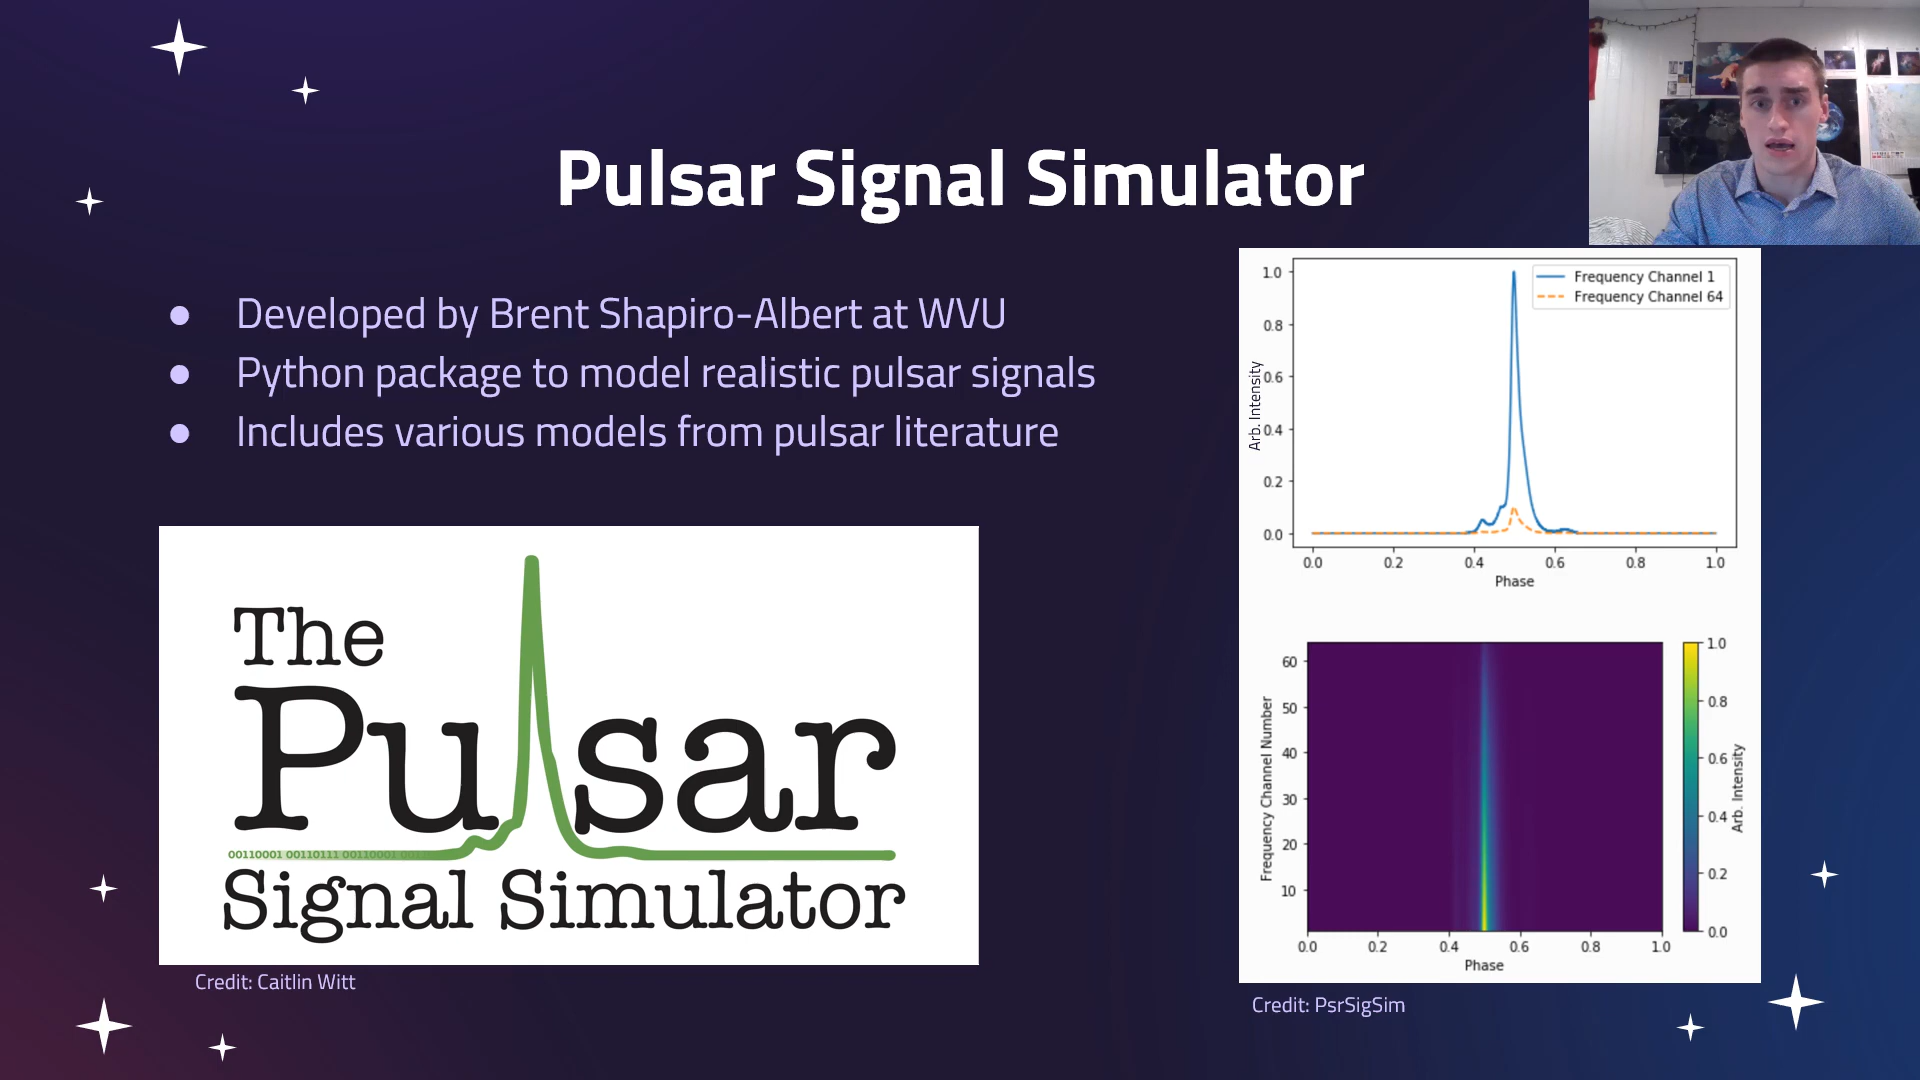 Pulsar Signal Simulator
● Developed by Brent Shapiro-Albert at WVU
● Python package to model realistic pulsar signals
● Includes various models from pulsar literature
The
Pulsar
00110001 00110111 00110001
Signal Simulator
Credit: Caitlin Witt
Frequency Channel 1
Frequency Channel 64
Arb. Intensity
1.0
0.8
0.6
0.4
0.2
0.0
0.0 0.2 0.4 0.6 0.8 1.0
Phase
Frequency Channel Number
60
50
40
30
20
10
0.0 0.2 0.4 0.6 0.8 1.0
Phase
1.0
0.8
0.6
0.4
0.2
0.0
Arb. Intensity
Credit: PsrSigSim